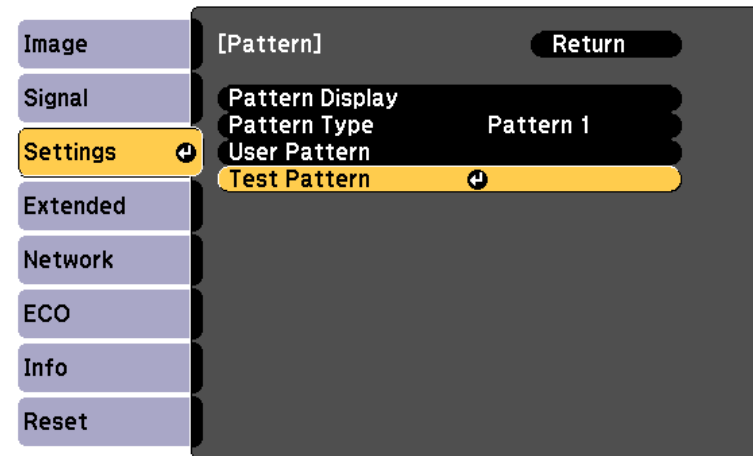 Image
Signal
Settings
Extended
Network
ECO
Info
Reset
[Pattern] Return
Pattern Display
Pattern Type Pattern 1
User Pattern
Test Pattern